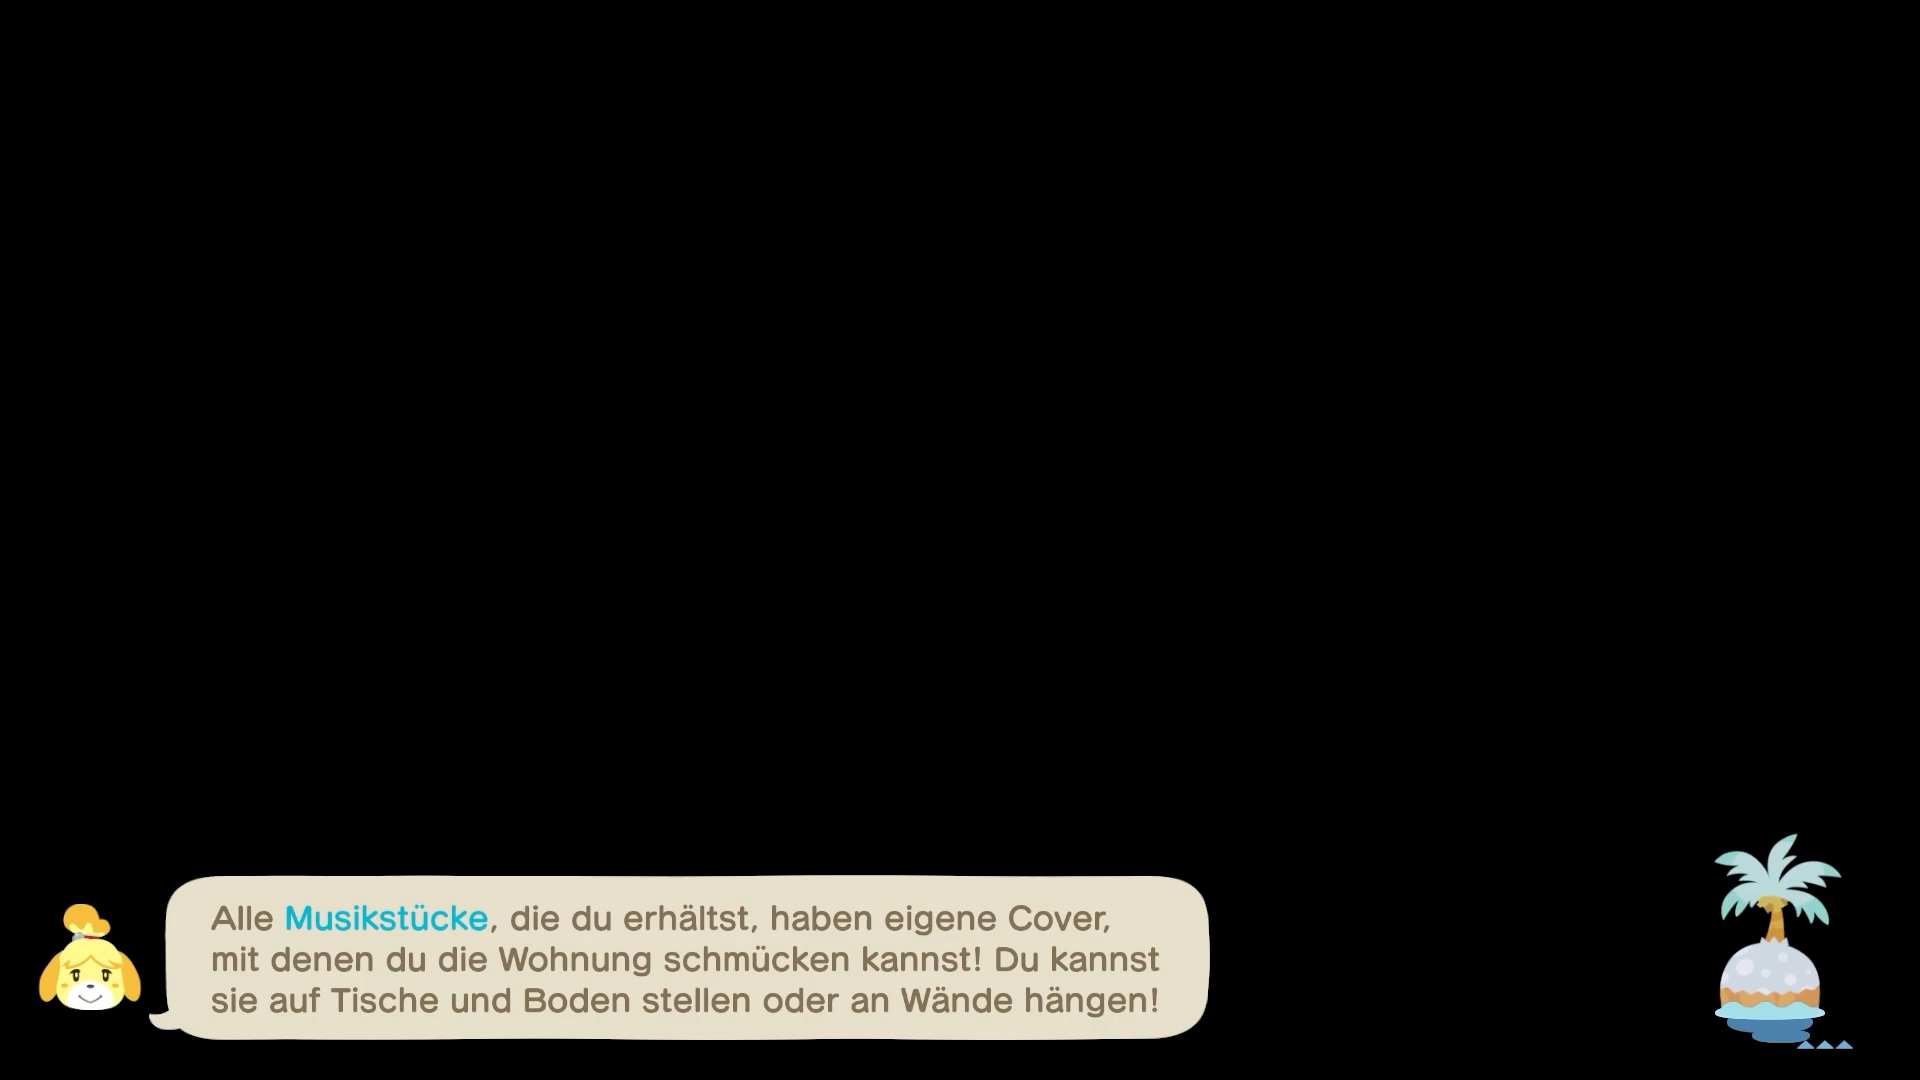 Alle Musikstücke, die du erhältst, haben eigene Cover,
mit denen du die Wohnung schmücken kannst! Du kannst
sie auf Tische und Boden stellen oder an Wände hängen!